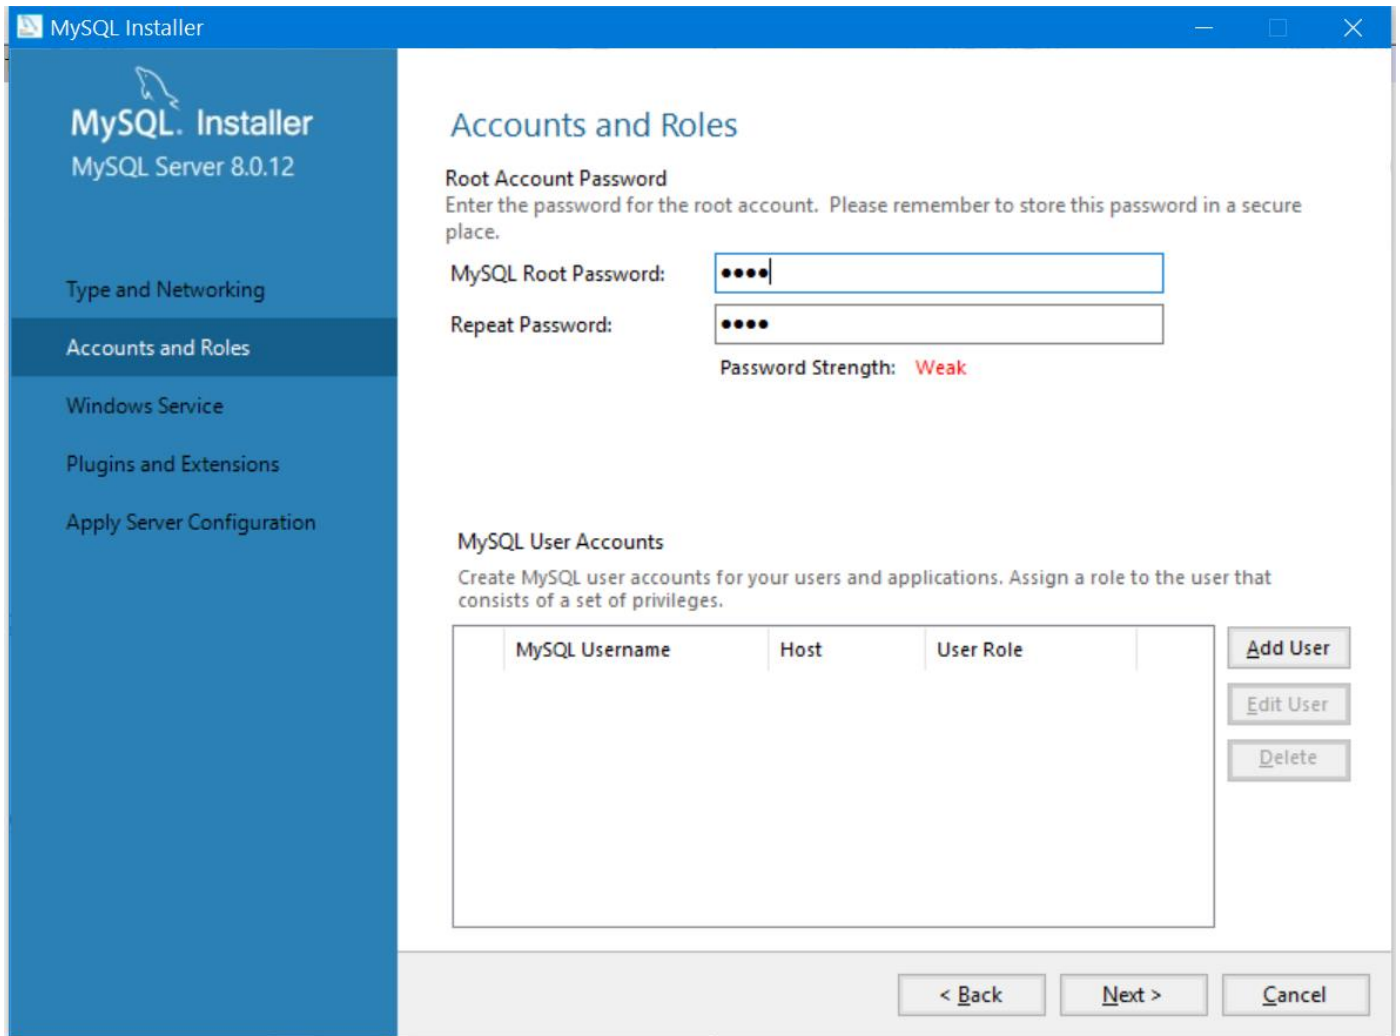 MySQL Installer
MySQL. Installer
MySQL Server 8.0.12
Type and Networking
Accounts and Roles
Windows Service
Plugins and Extensions
Apply Server Configuration
Accounts and Roles
Root Account Password
Enter the password for the root account.  Please remember to store this password in a secure
place.
MySQL Root Password: ●●●●
Repeat Password: ●●●●
Password Strength: Weak
MySQL User Accounts
Create MySQL user accounts for your users and applications. Assign a role to the user that
consists of a set of privileges.
MySQL Username Host User Role
Add User
Edit User
Delete
< Back Next > Cancel